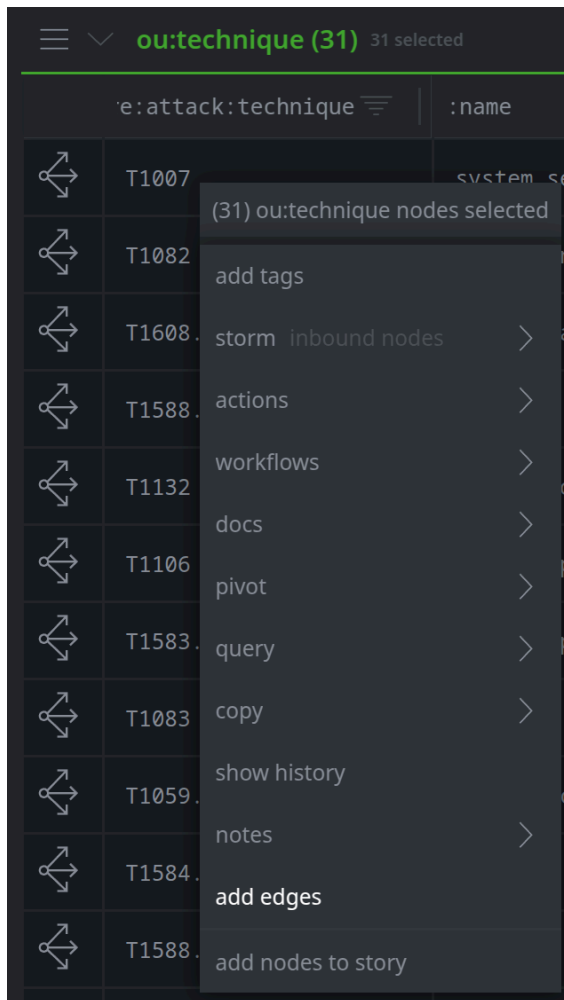 ou:technique (31) 31 selected
e:attack:technique :name
T1007 system se
(31) ou:technique nodes selected
T1082
add tags
T1608.
storm inbound nodes
T1588.
actions
workflows
T1132
docs
T1106
pivot
T1583.
query
T1083
copy
show history
T1059.
notes
T1584.
add edges
T1588.
add nodes to story